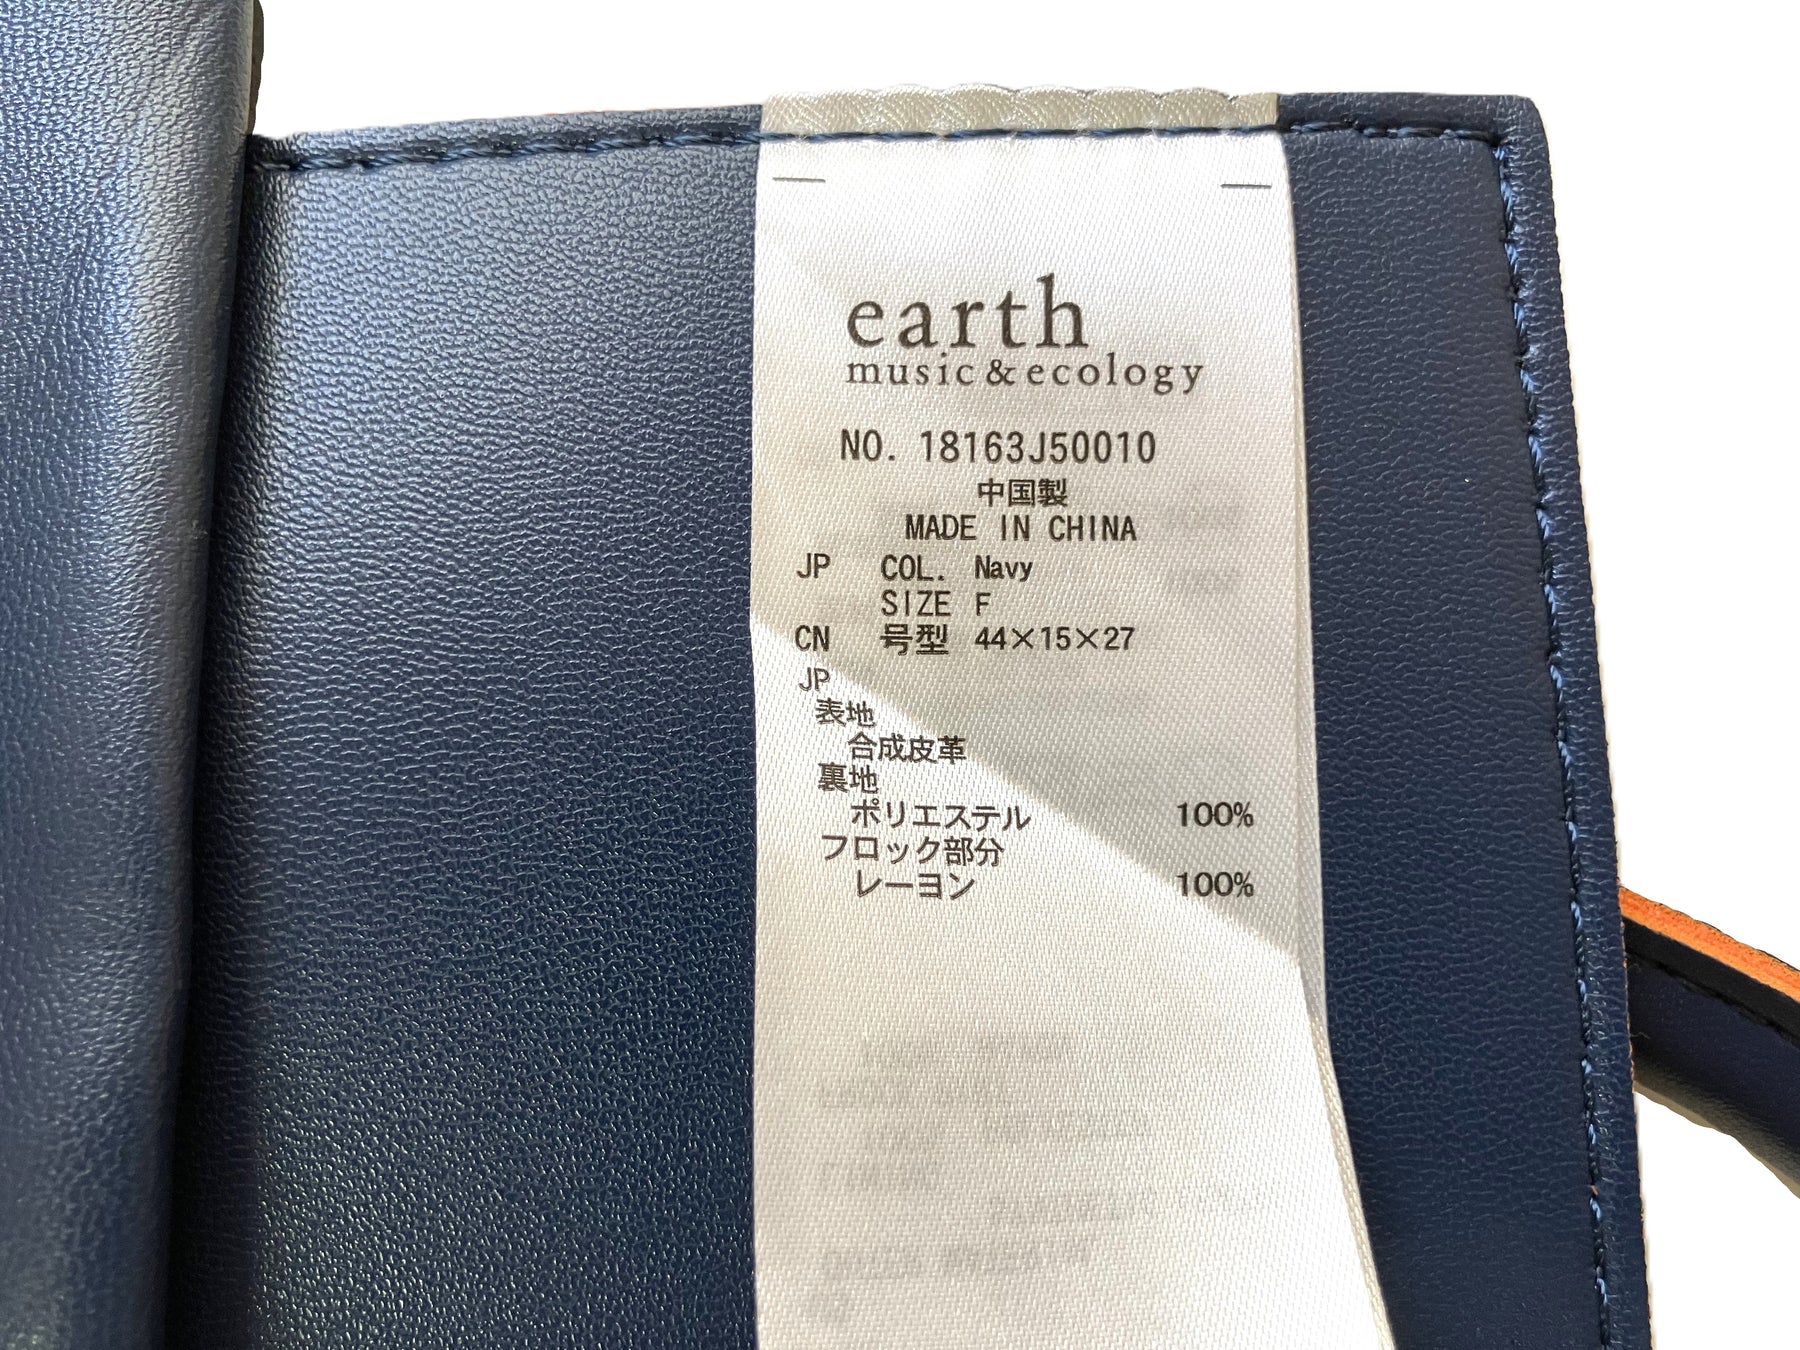 earth
music&ecology
NO. 18163J50010
中国製
MADE IN CHINA
JP COL. Navy
SIZE F
CN 号型 44×15×27
JP
表地
合成皮革
裏地
ポリエステル 100%
フロック部分
レーヨン 100%